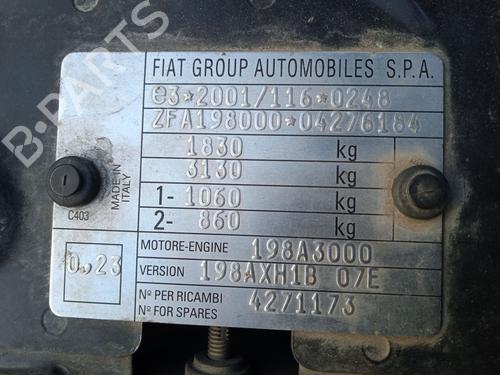 B-PARTS
FIAT GROUP AUTOMOBILES S.P.A.
e3*2001/116*0248
ZFA198000*04276184
1830 kg
3130 kg
1- 1060 kg
2- 860 kg
MADE IN ITALY
C403
0.,23
MOTORE-ENGINE 198A3000
VERSION 198AXH1B 07E
Nº PER RICAMBI
Nº FOR SPARES 4271173